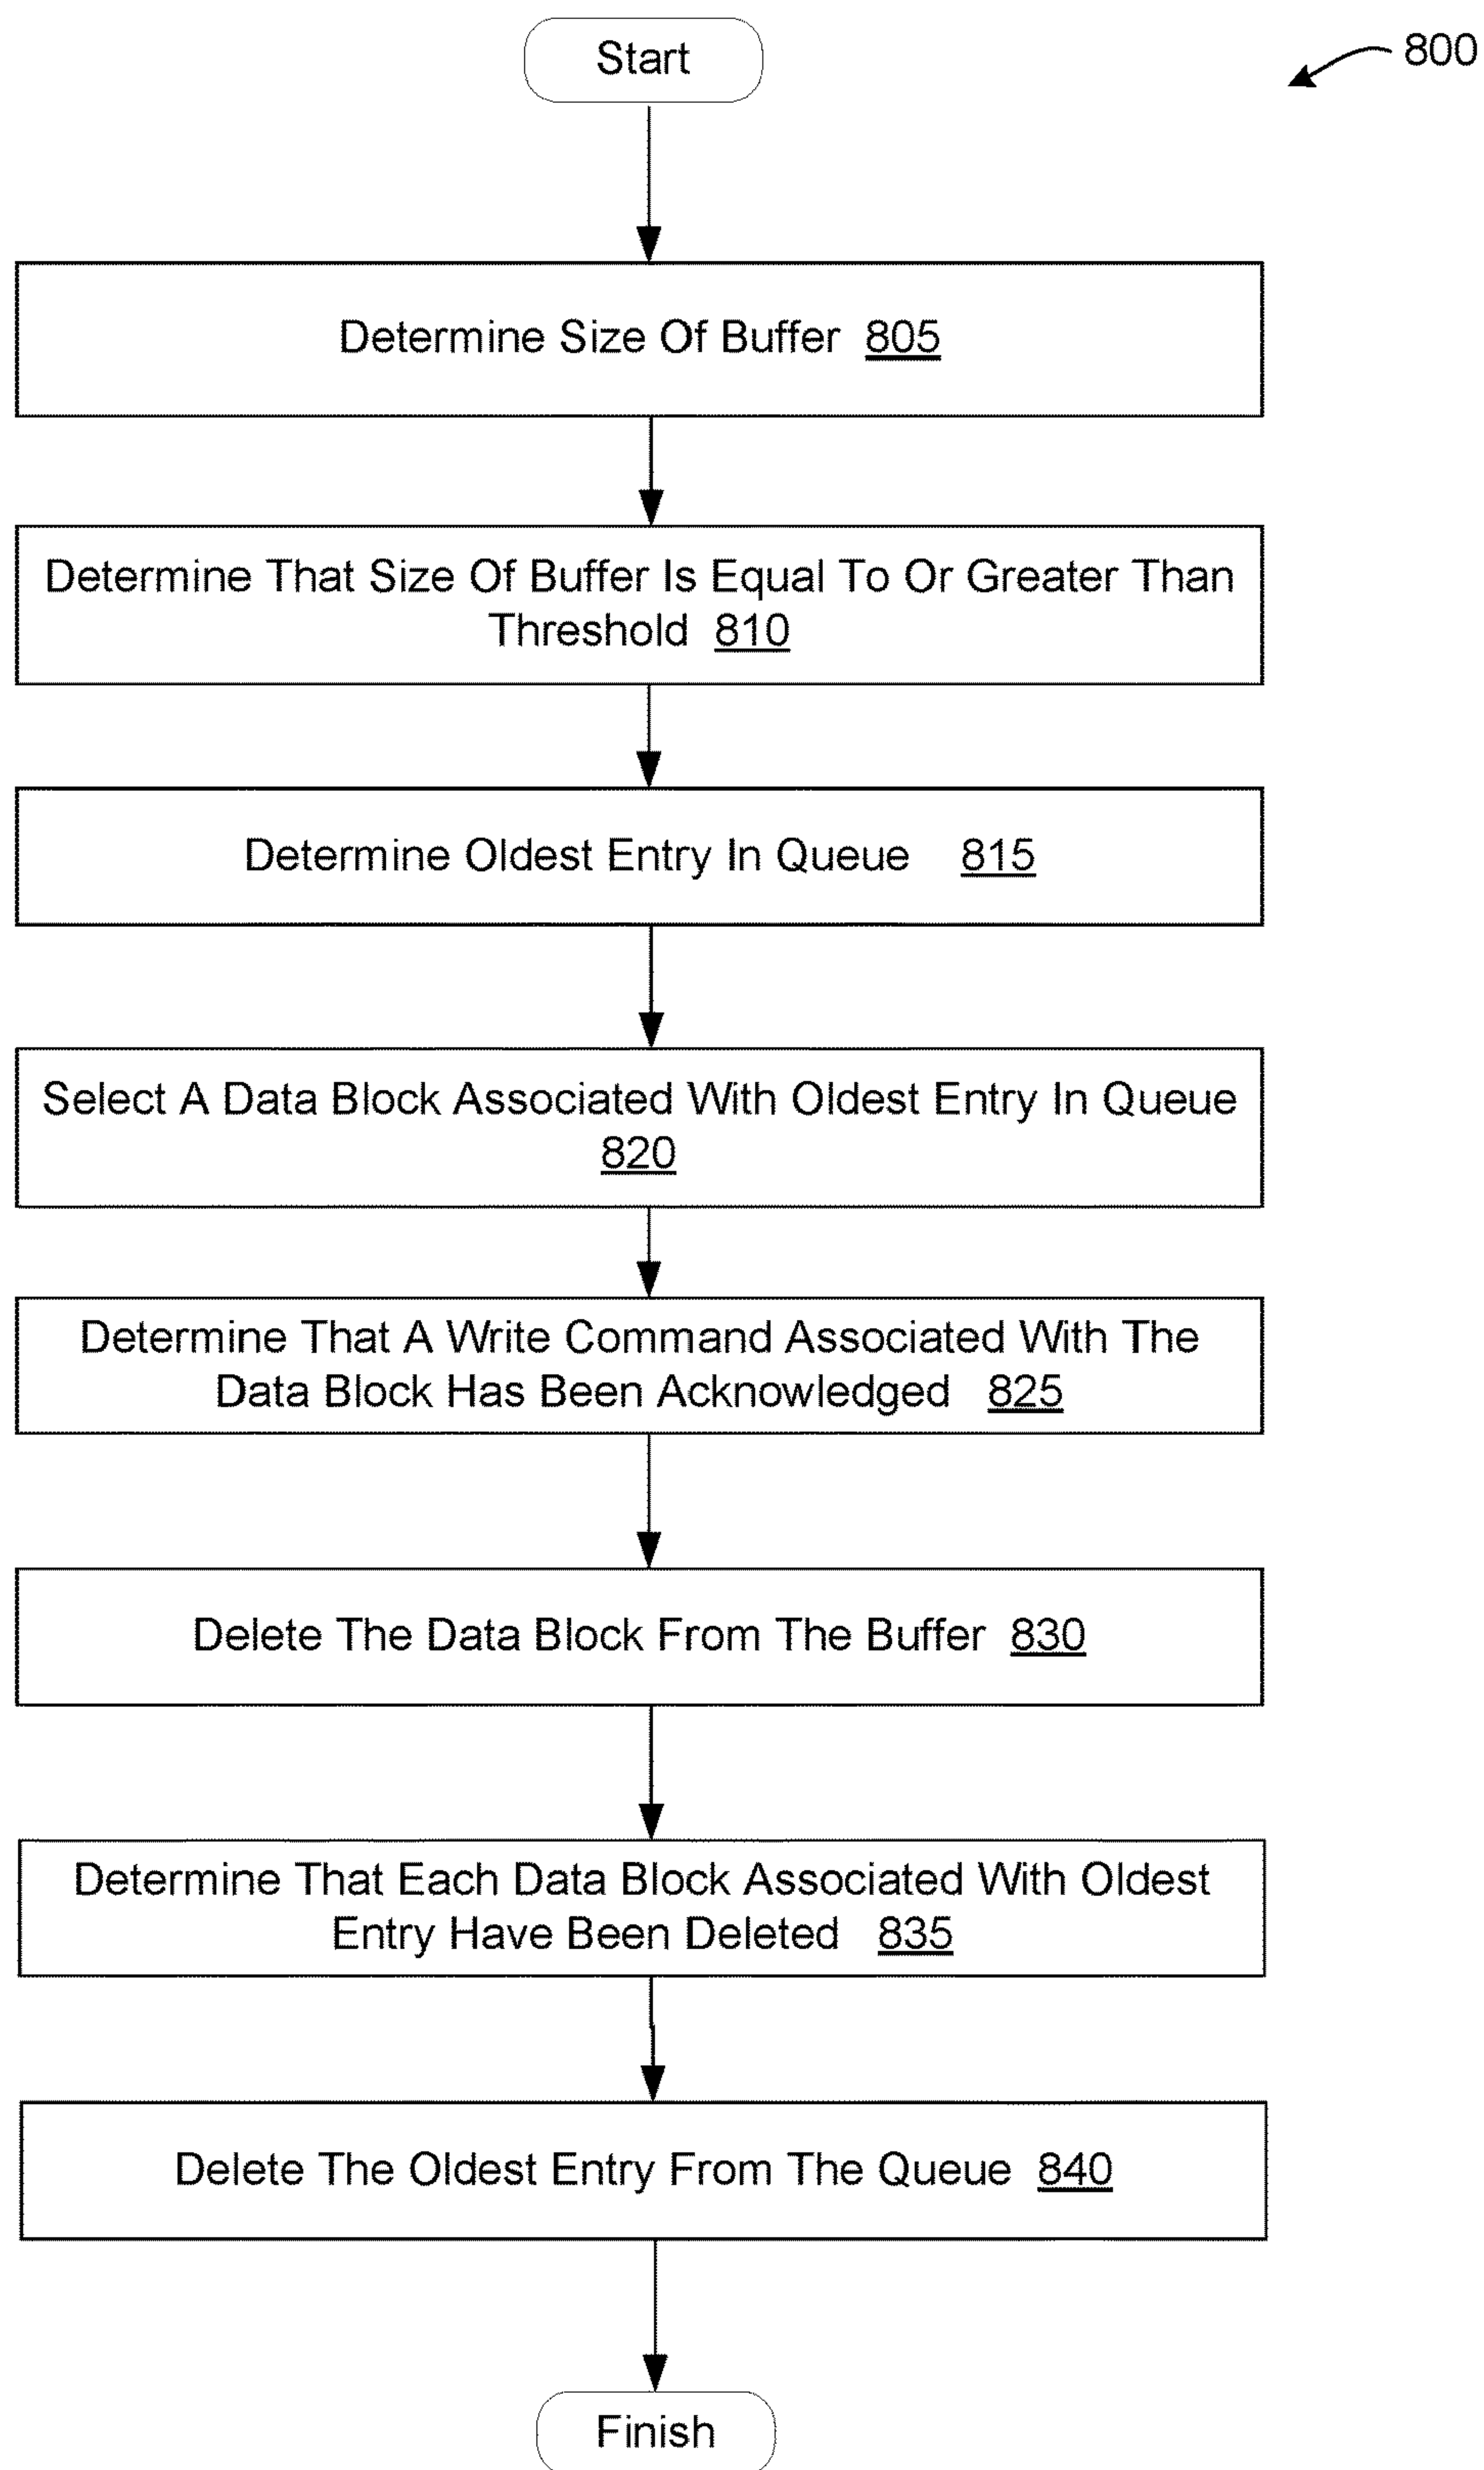 Start
800
Determine Size Of Buffer 805
Determine That Size Of Buffer Is Equal To Or Greater Than
Threshold 810
Determine Oldest Entry In Queue 815
Select A Data Block Associated With Oldest Entry In Queue
820
Determine That A Write Command Associated With The
Data Block Has Been Acknowledged 825
Delete The Data Block From The Buffer 830
Determine That Each Data Block Associated With Oldest
Entry Have Been Deleted 835
Delete The Oldest Entry From The Queue 840
Finish